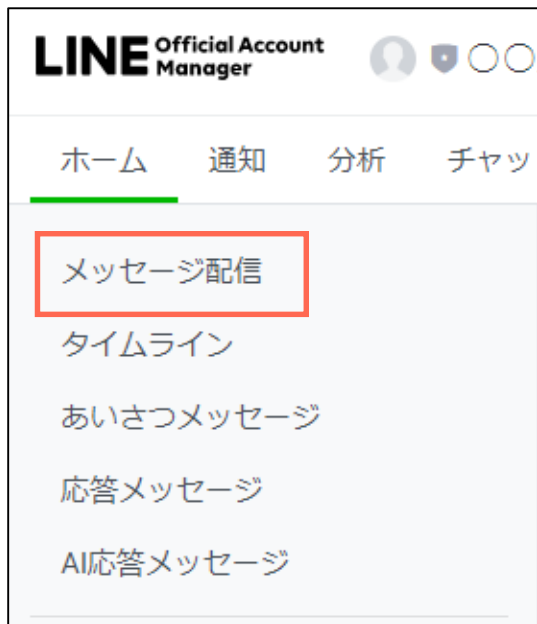 LINE Official Account
Manager
〇〇
ホーム 通知 分析 チャッ
メッセージ配信
タイムライン
あいさつメッセージ
応答メッセージ
AI応答メッセージ